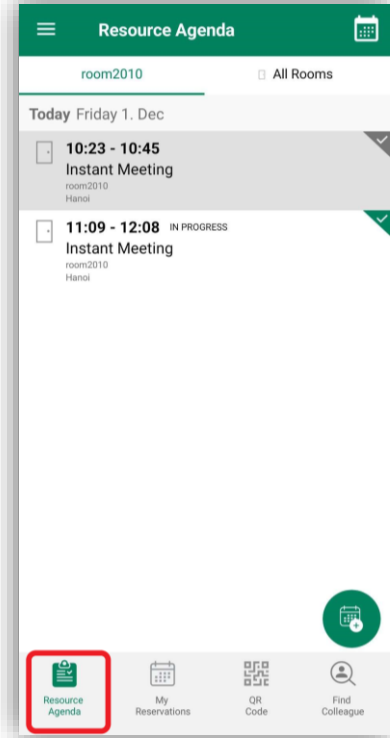 Resource Agenda
room2010
All Rooms
Today Friday 1. Dec
10:23 - 10:45
Instant Meeting
room2010
Hanoi
11:09 - 12:08 IN PROGRESS
Instant Meeting
room2010
Hanoi
Resource
Agenda
My
Reservations
QR
Code
Find
Colleague